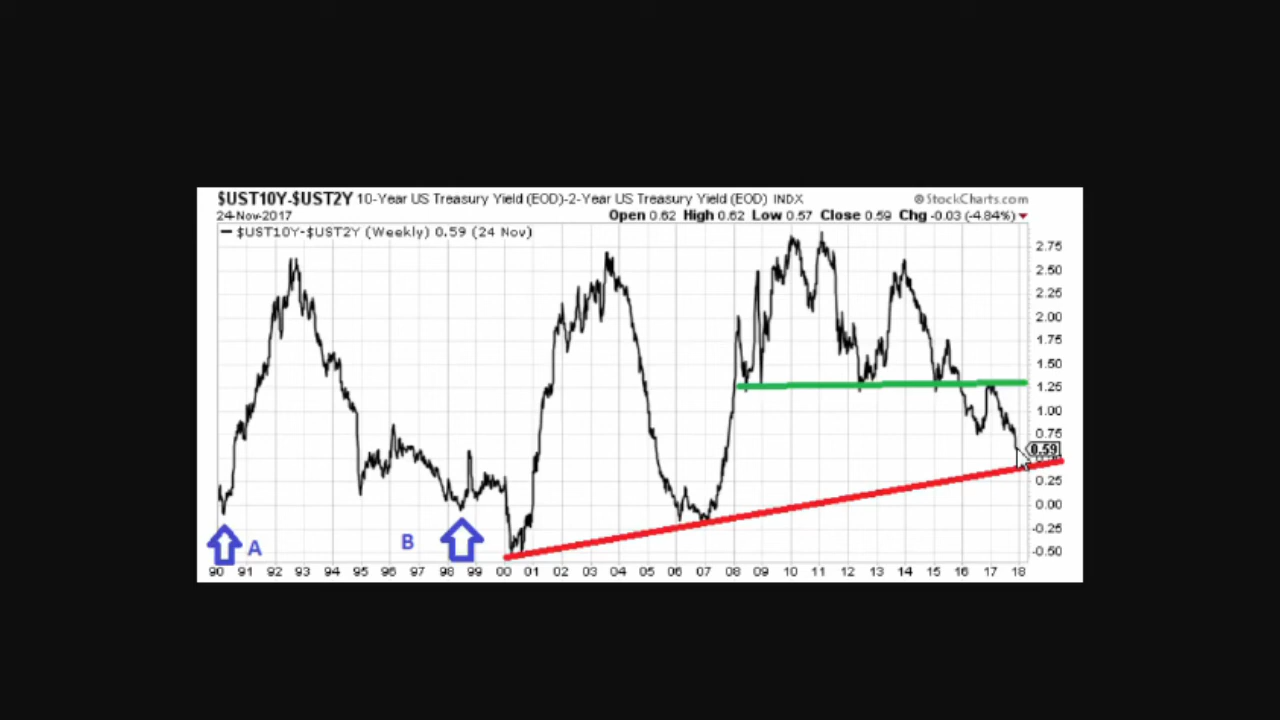 $UST10Y-$UST2Y 10-Year US Treasury Yield (EOD)-2-Year US Treasury Yield (EOD) INDX @StockCharts.com
24-Nov-2017 Open 0.62 High 0.62 Low 0.57 Close 0.59 Chg -0.03 (-4.84%)
$UST10Y-$UST2Y (Weekly) 0.59 (24 Nov)
2.75
2.50
2.25
2.00
1.75
1.50
1.25
1.00
0.75
0.59
0.25
0.00
-0.25
-0.50
A
B
90 91 92 93 94 95 96 97 98 99 00 01 02 03 04 05 06 07 08 09 10 11 12 13 14 15 16 17 18